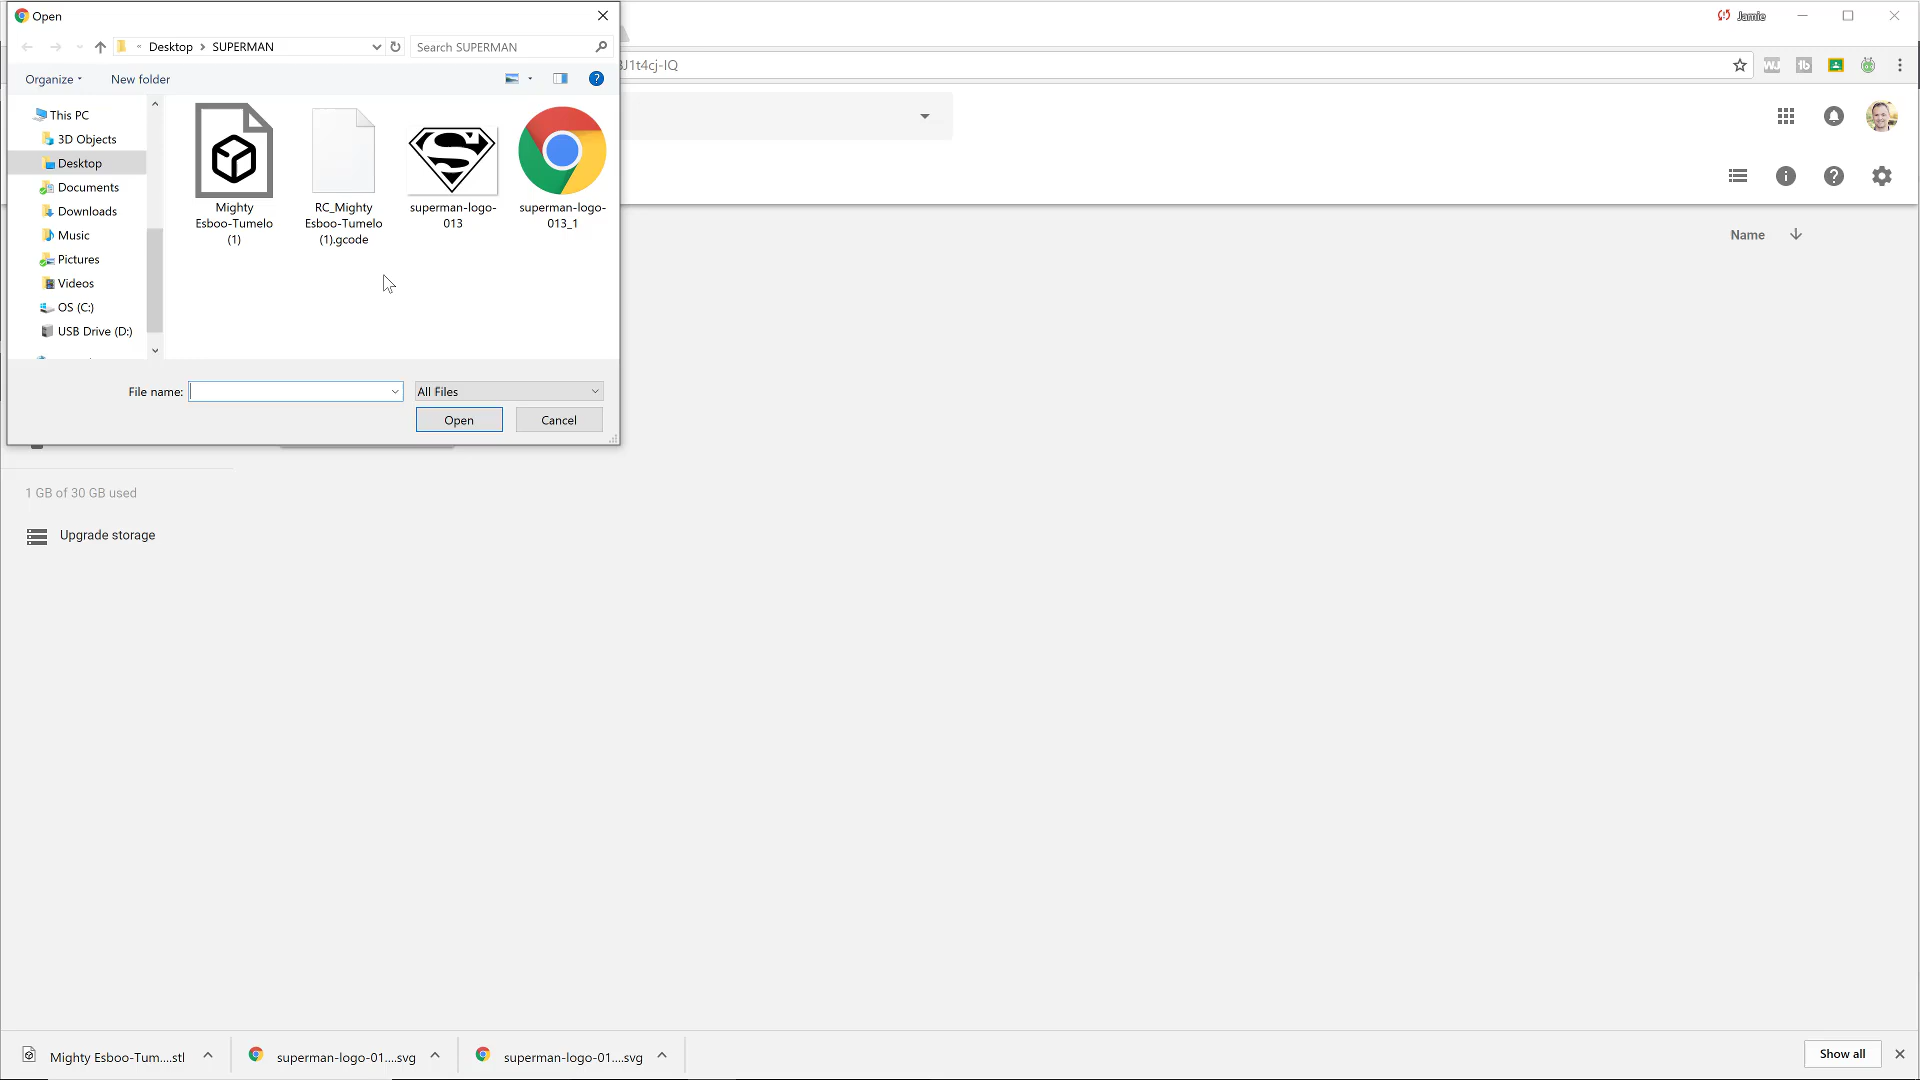 Open
Jamie
Desktop > SUPERMAN
Search SUPERMAN
J1t4cj-IQ
Organize
New folder
This PC
3D Objects
Desktop
Documents
Downloads
Music
Pictures
Videos
OS (C:)
USB Drive (D:)
Mighty
Esboo-Tumelo
(1)
RC_Mighty
Esboo-Tumelo
(1).gcode
superman-logo-
013
superman-logo-
013_1
Name
File name:
All Files
Open
Cancel
1 GB of 30 GB used
Upgrade storage
Mighty Esboo-Tum....stl
superman-logo-01....svg
superman-logo-01....svg
Show all